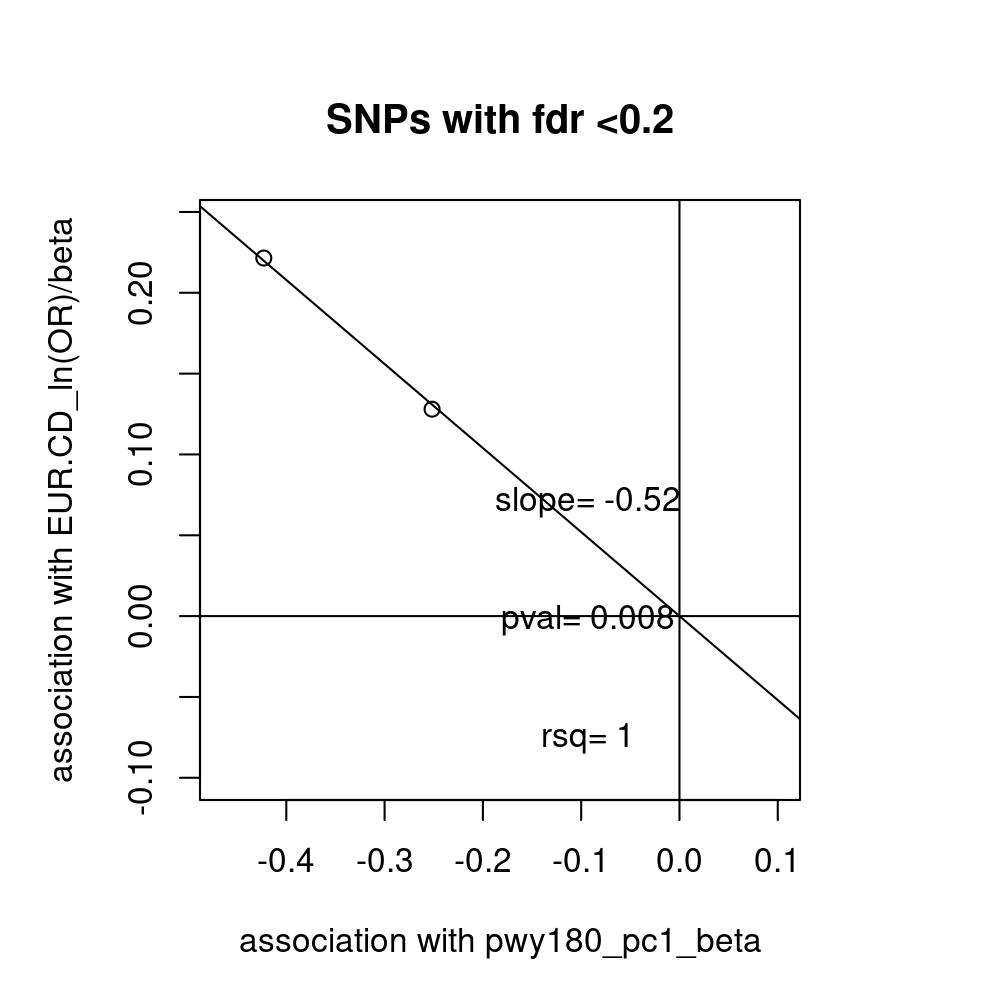 SNPs with fdr <0.2
association with EUR.CD_ln(OR)/beta
0.20
0.10
0.00
-0.10
slope= -0.52
pval= 0.008
rsq= 1
-0.4 -0.3 -0.2 -0.1 0.0 0.1
association with pwy180_pc1_beta